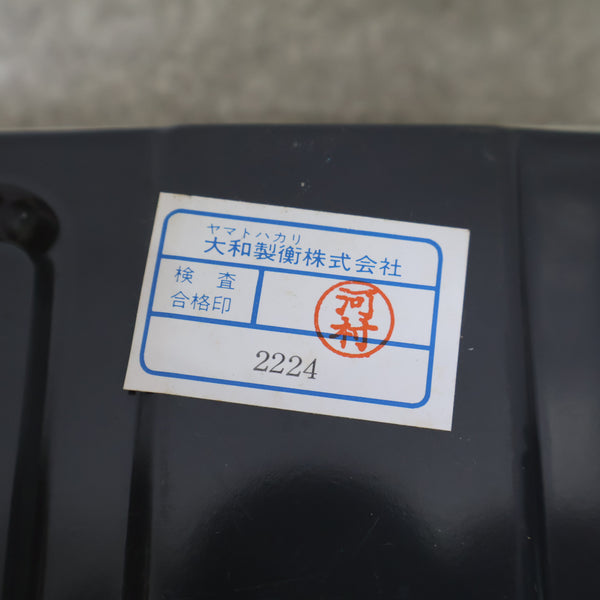 ヤマトハカリ
大和製衡株式会社
検査
合格印
河村
2224